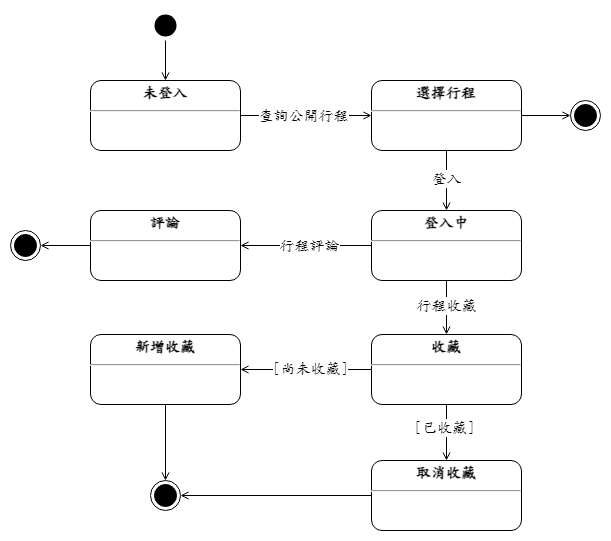 未登入
查詢公開行程
選擇行程
登入
評論
行程評論
登入中
行程收藏
新增收藏
[尚未收藏]
收藏
[已收藏]
取消收藏